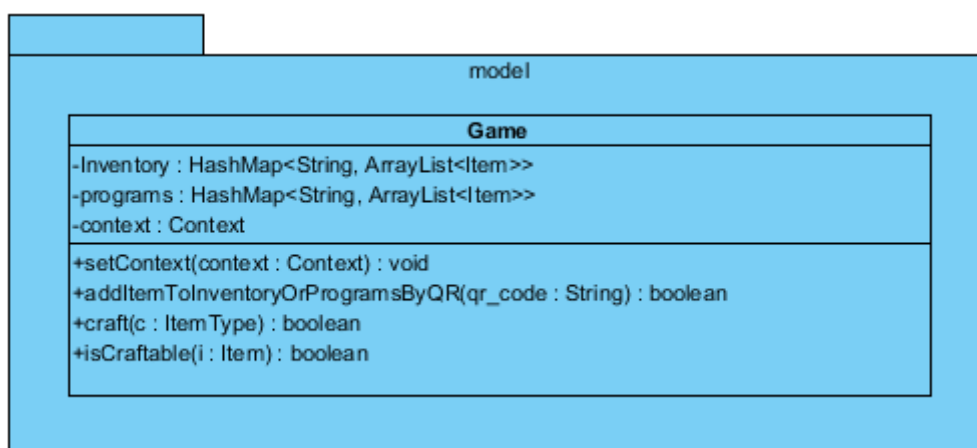 model
Game
-Inventory : HashMap<String, ArrayList<Item>>
-programs : HashMap<String, ArrayList<Item>>
-context : Context
+setContext(context : Context) : void
+addItemToInventoryOrProgramsByQR(qr_code : String) : boolean
+craft(c : ItemType) : boolean
+isCraftable(i : Item) : boolean